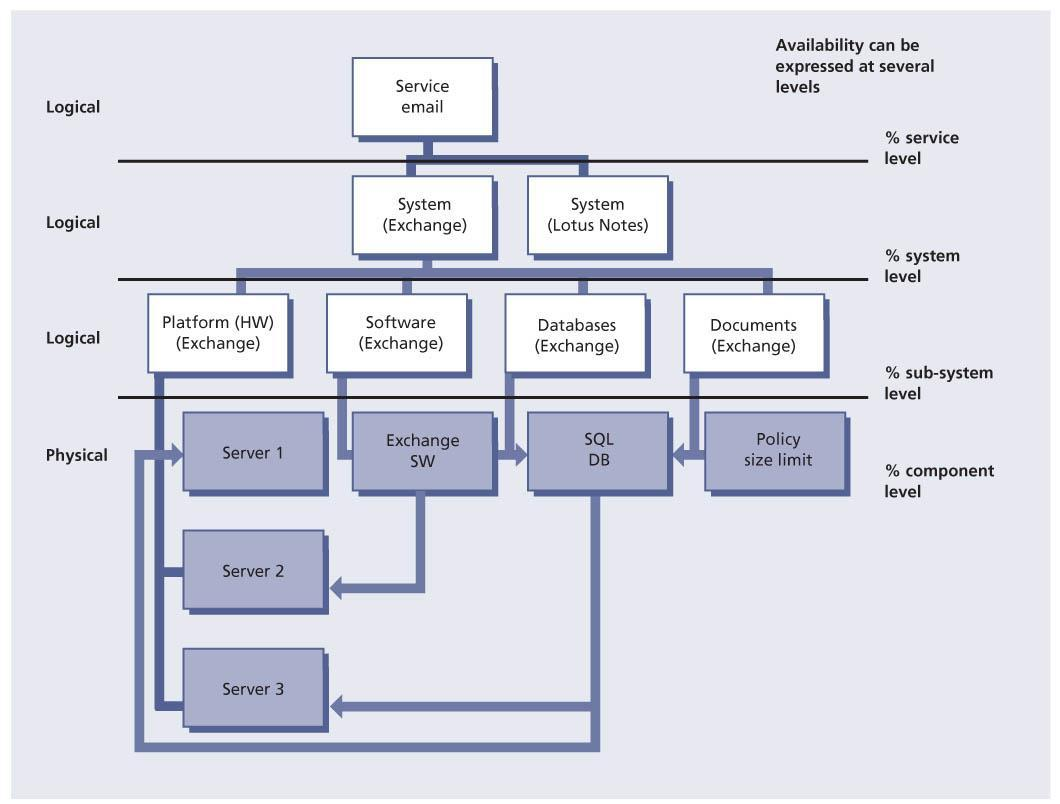 Availability can be
expressed at several
levels
Logical
Service
email
% service
level
Logical
System
(Exchange)
System
(Lotus Notes)
% system
level
Logical
Platform (HW)
(Exchange)
Software
(Exchange)
Databases
(Exchange)
Documents
(Exchange)
% sub-system
level
Physical
Server 1
Exchange
SW
SQL
DB
Policy
size limit
% component
level
Server 2
Server 3